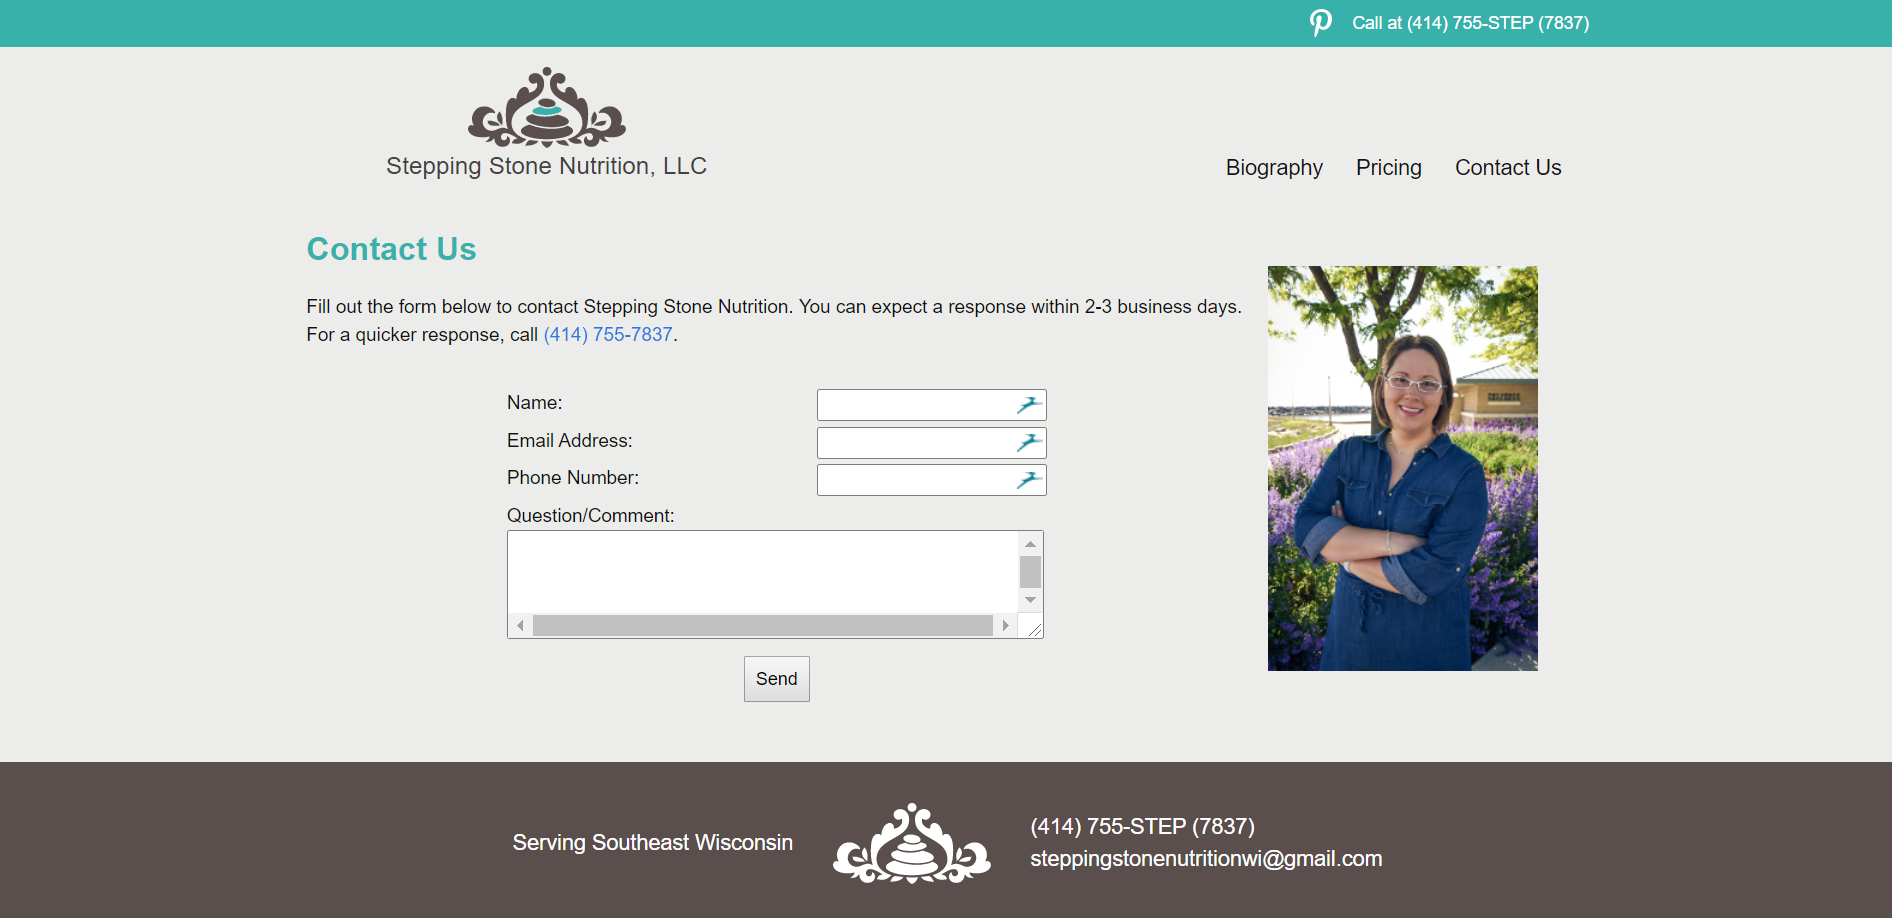 Call at (414) 755-STEP (7837)
Stepping Stone Nutrition, LLC
Biography Pricing Contact Us
Contact Us
Fill out the form below to contact Stepping Stone Nutrition. You can expect a response within 2-3 business days.
For a quicker response, call (414) 755-7837.
Name:
Email Address:
Phone Number:
Question/Comment:
Send
Serving Southeast Wisconsin
(414) 755-STEP (7837)
steppingstonenutritionwi@gmail.com